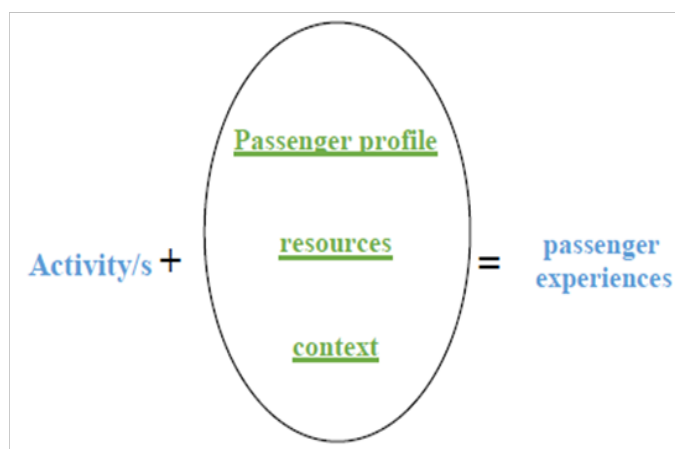 Passenger profile
resources
Activity/s +
=
passenger
experiences
context